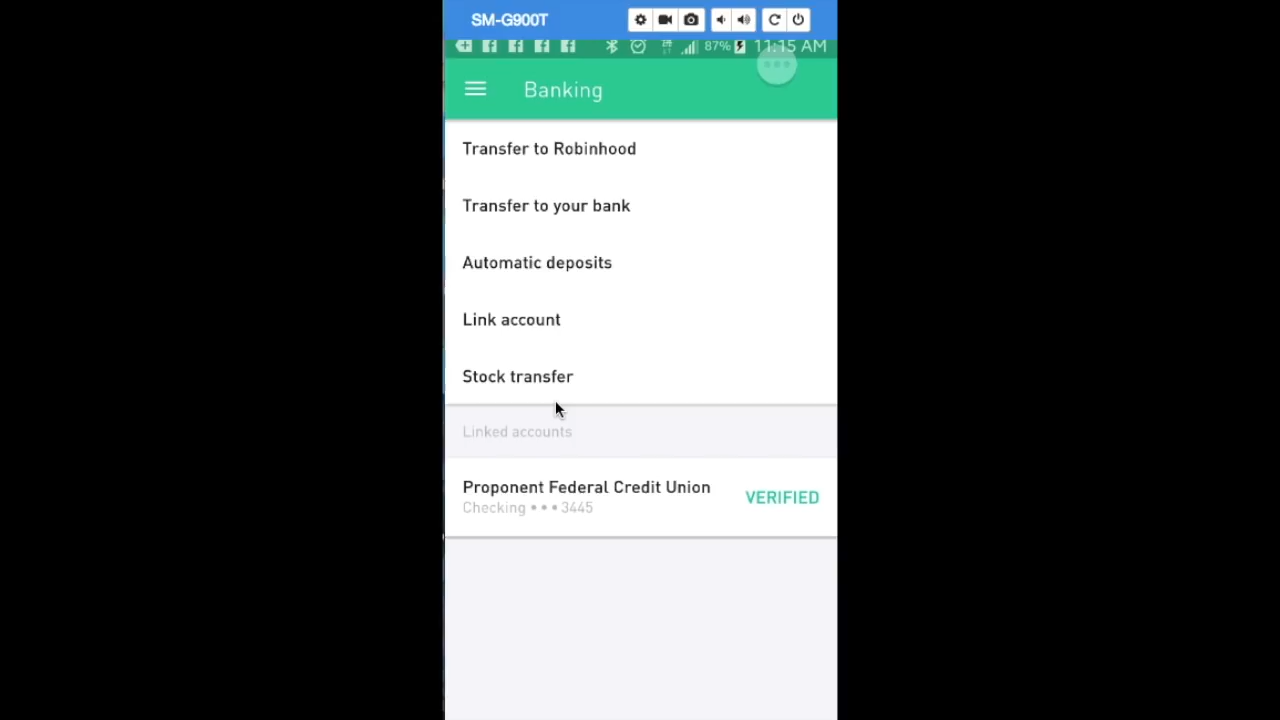 SM-G900T
87% 11:15 AM
Banking
Transfer to Robinhood
Transfer to your bank
Automatic deposits
Link account
Stock transfer
Linked accounts
Proponent Federal Credit Union
VERIFIED
Checking •••3445